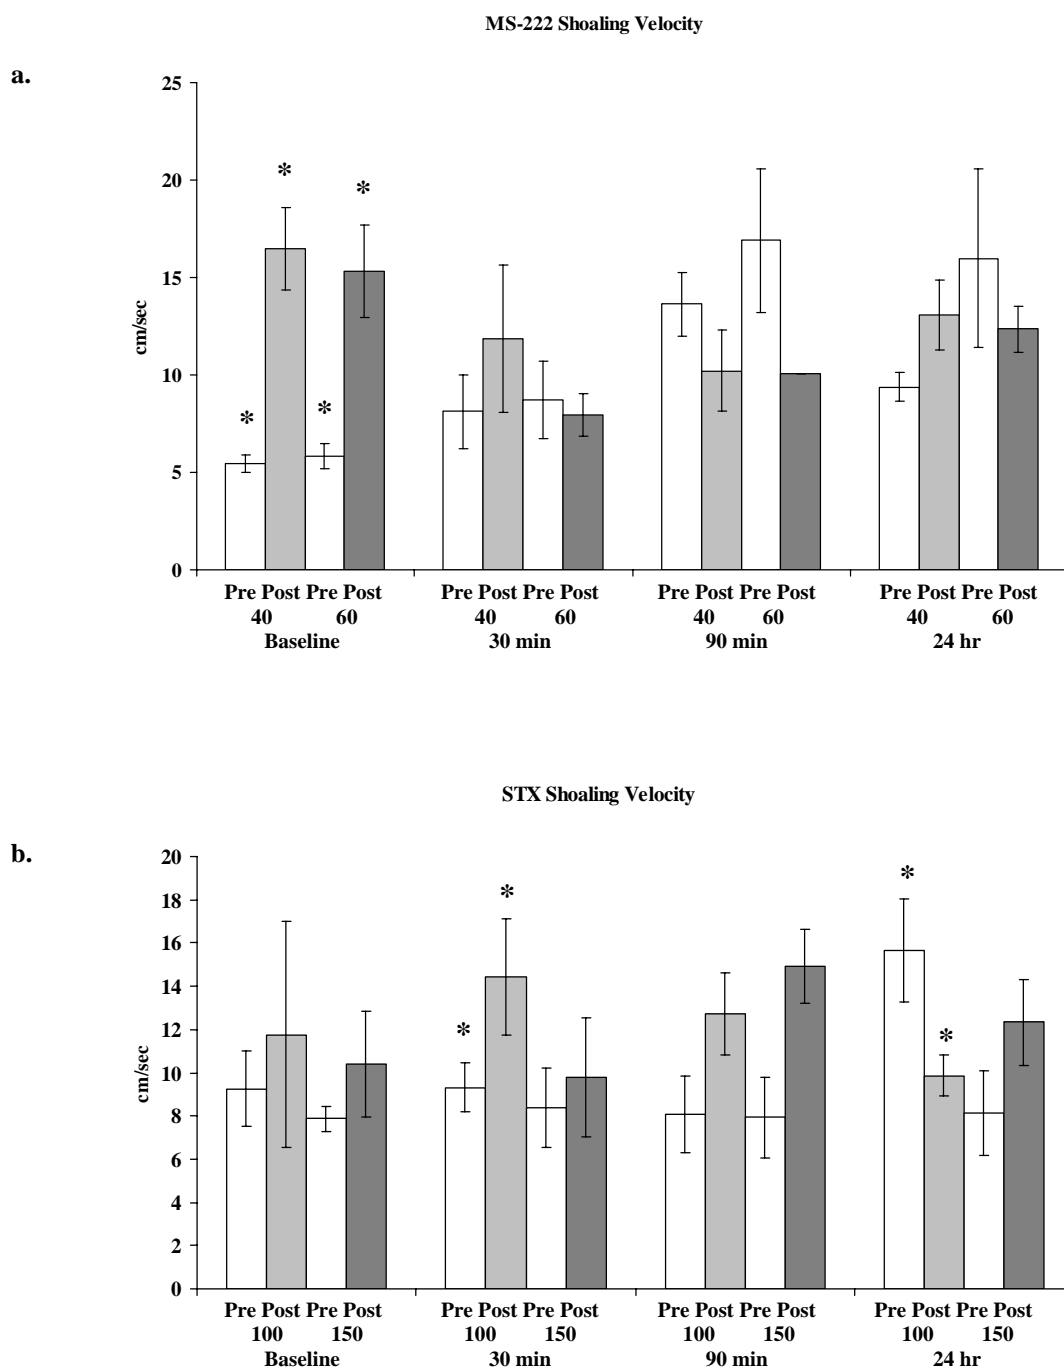 MS-222 Shoaling Velocity
a.
25
20
15
10
5
0
cm/sec
* * * *
Pre Post Pre Post Pre Post Pre Post Pre Post Pre Post Pre Post Pre Post
40 60 40 60 40 60 40 60
Baseline 30 min 90 min 24 hr
STX Shoaling Velocity
b.
20
18
16
14
12
10
8
6
4
2
0
cm/sec
* * * *
Pre Post Pre Post Pre Post Pre Post Pre Post Pre Post Pre Post Pre Post
100 150 100 150 100 150 100 150
Baseline 30 min 90 min 24 hr